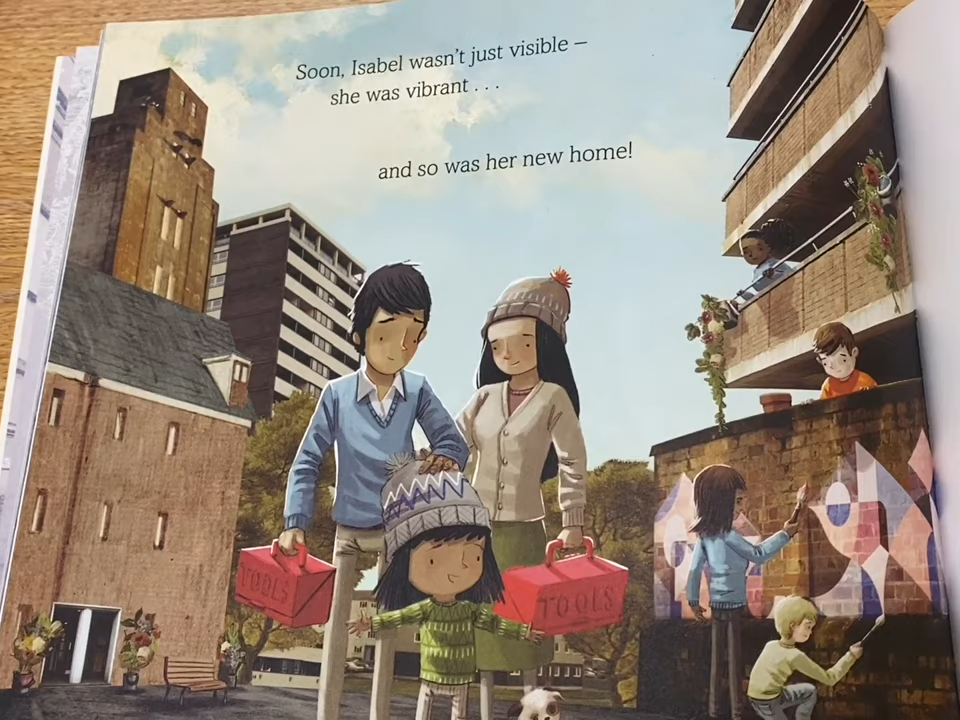 Soon, Isabel wasn't just visible –
she was vibrant . . .
and so was her new home!
TOOLS
TOOLS